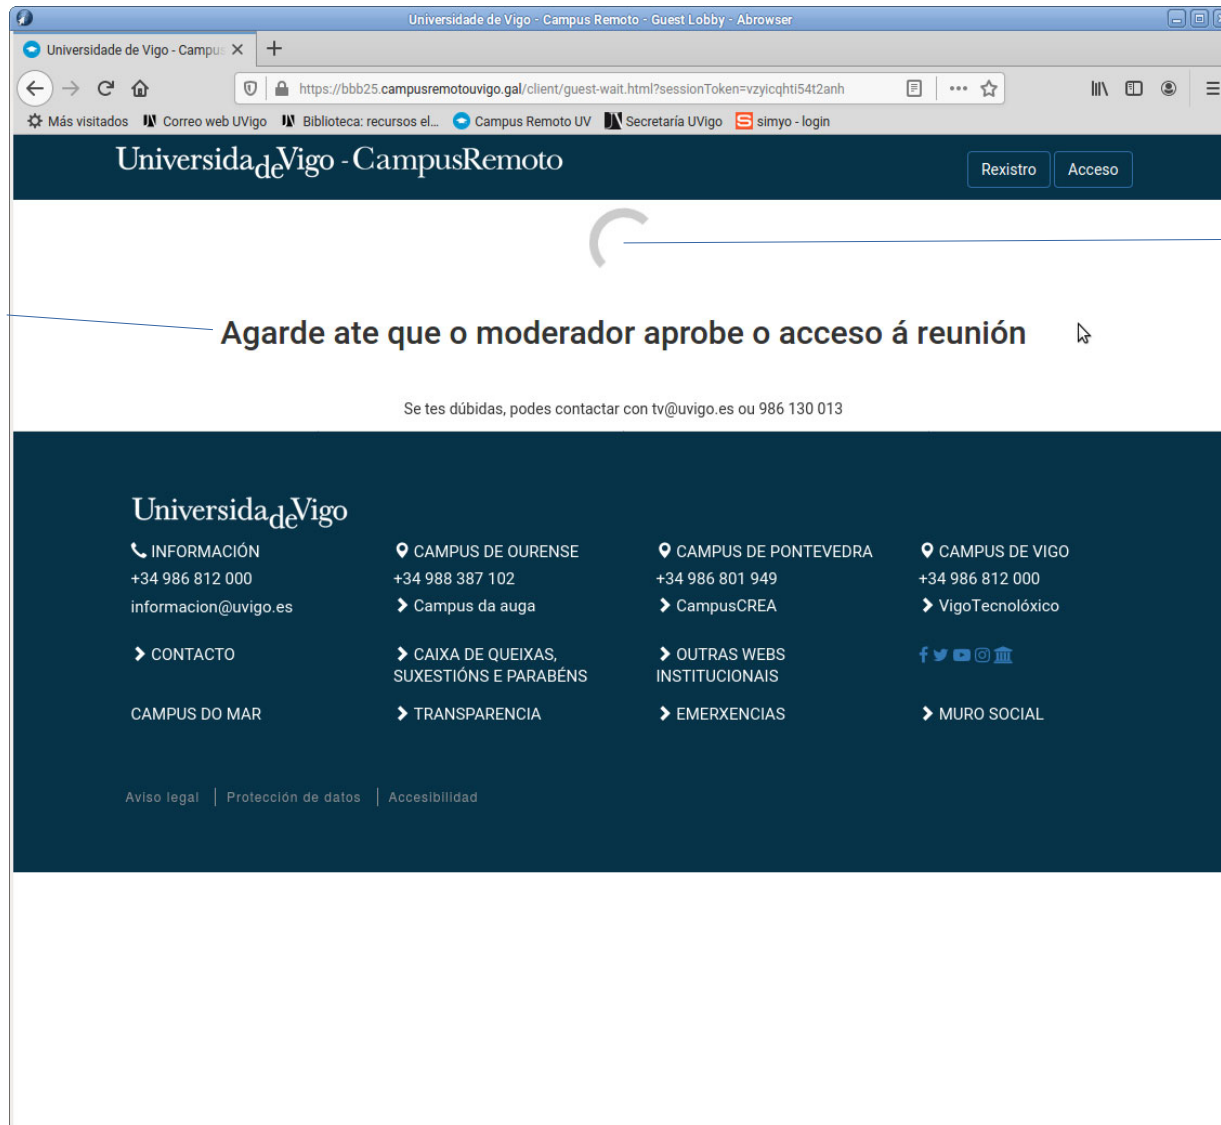 Universidade de Vigo - Campus Remoto - Guest Lobby - Abrowser
Universidade de Vigo - Campus
https://bbb25.campusremotouvigo.gal/client/guest-wait.html?sessionToken=vzyicqhti54t2anh
Más visitados Correo web UVigo Biblioteca: recursos el... Campus Remoto UV Secretaría UVigo simyo - login
UniversidadeVigo - CampusRemoto
Rexistro Acceso
Agarde ate que o moderador aprobe o acceso á reunión
Se tes dúbidas, podes contactar con tv@uvigo.es ou 986 130 013
UniversidadeVigo
INFORMACIÓN CAMPUS DE OURENSE CAMPUS DE PONTEVEDRA CAMPUS DE VIGO
+34 986 812 000 +34 988 387 102 +34 986 801 949 +34 986 812 000
informacion@uvigo.es Campus da auga CampusCREA VigoTecnolóxico
CONTACTO CAIXA DE QUEIXAS, OUTRAS WEBS
SUXESTIÓNS E PARABÉNS INSTITUCIONAIS
CAMPUS DO MAR TRANSPARENCIA EMERXENCIAS MURO SOCIAL
Aviso legal Protección de datos Accesibilidad